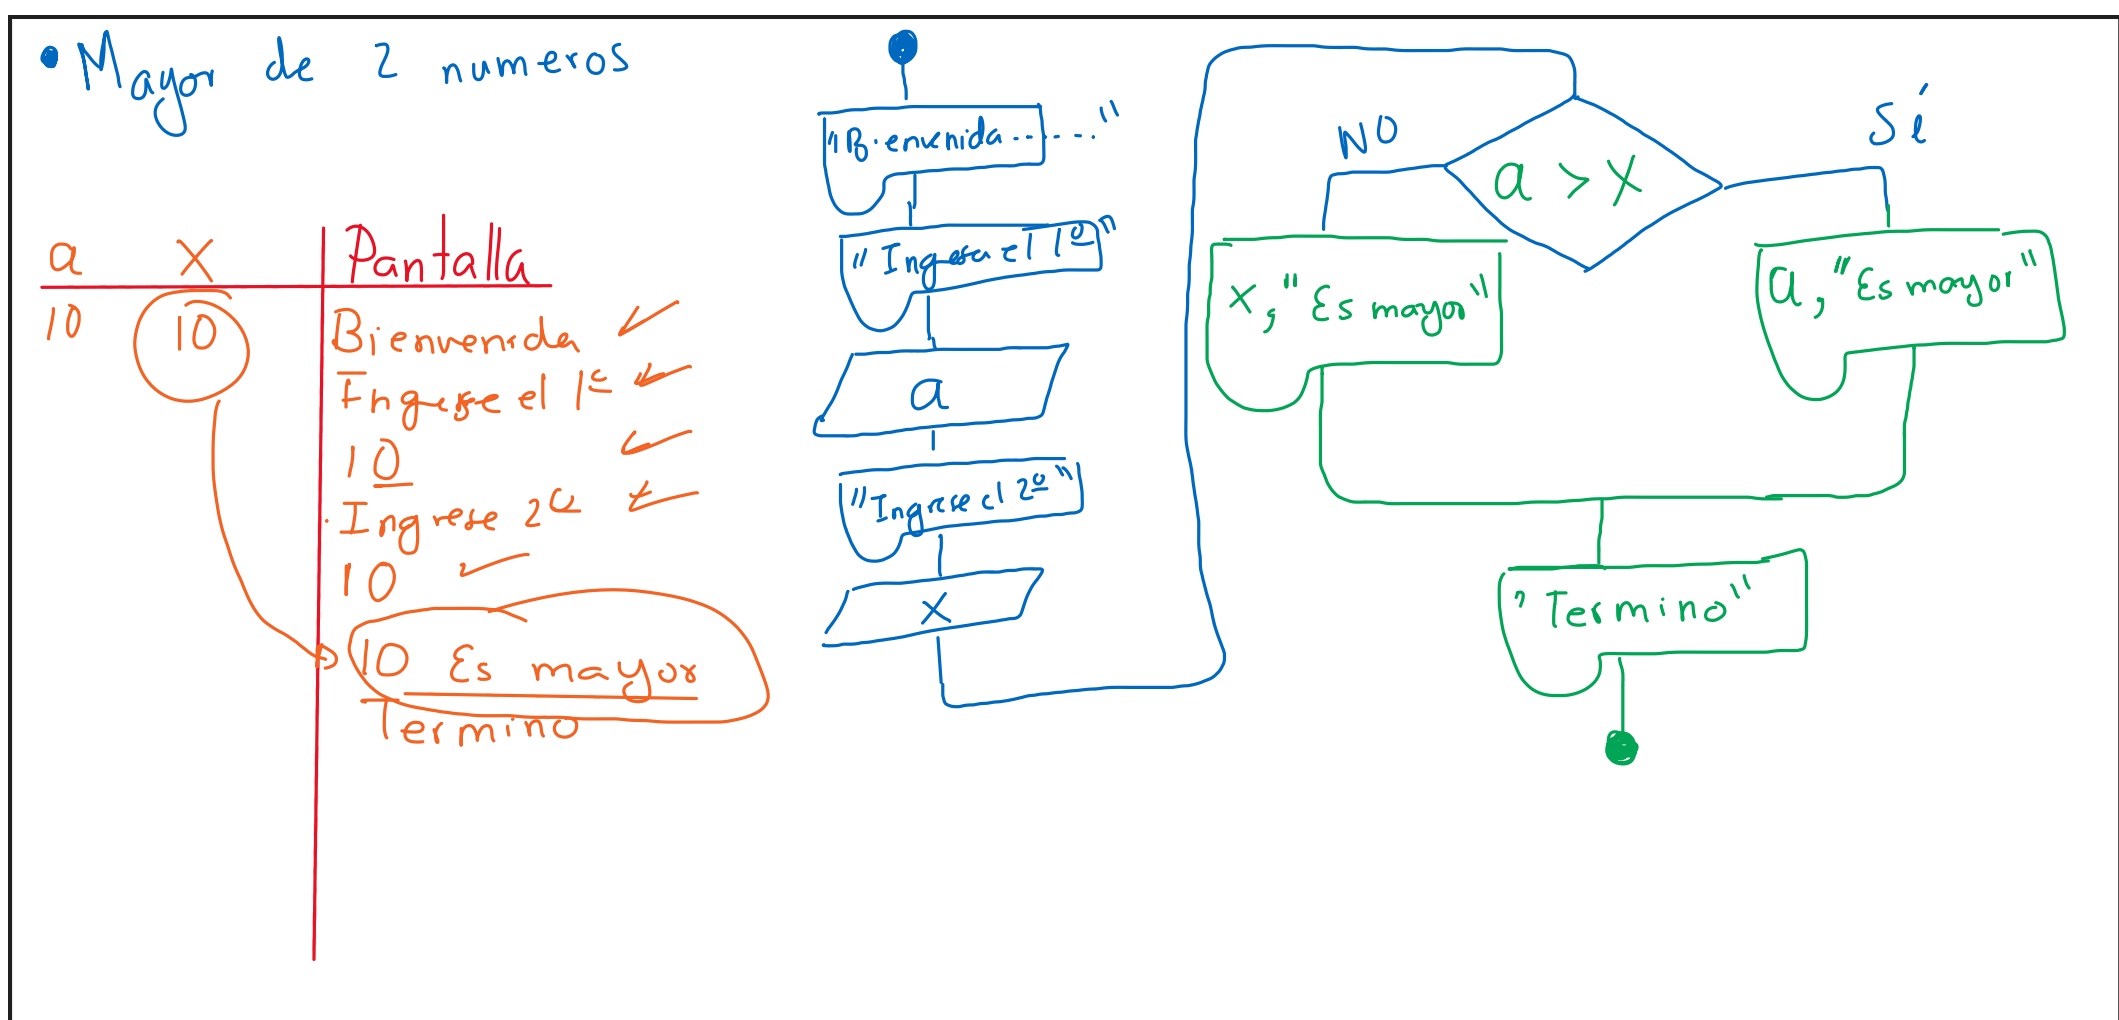 • Mayor de 2 numeros
a x Pantalla
10 10
Bienvenida
Ingrese el 1º
10
Ingrese 2º
10
10 Es mayor
Termino
"Bienvenida ......"
"Ingresa el 1º"
a
"Ingrese el 2º"
x
a > x
NO
Sí
x, "Es mayor"
a, "Es mayor"
"Termino"